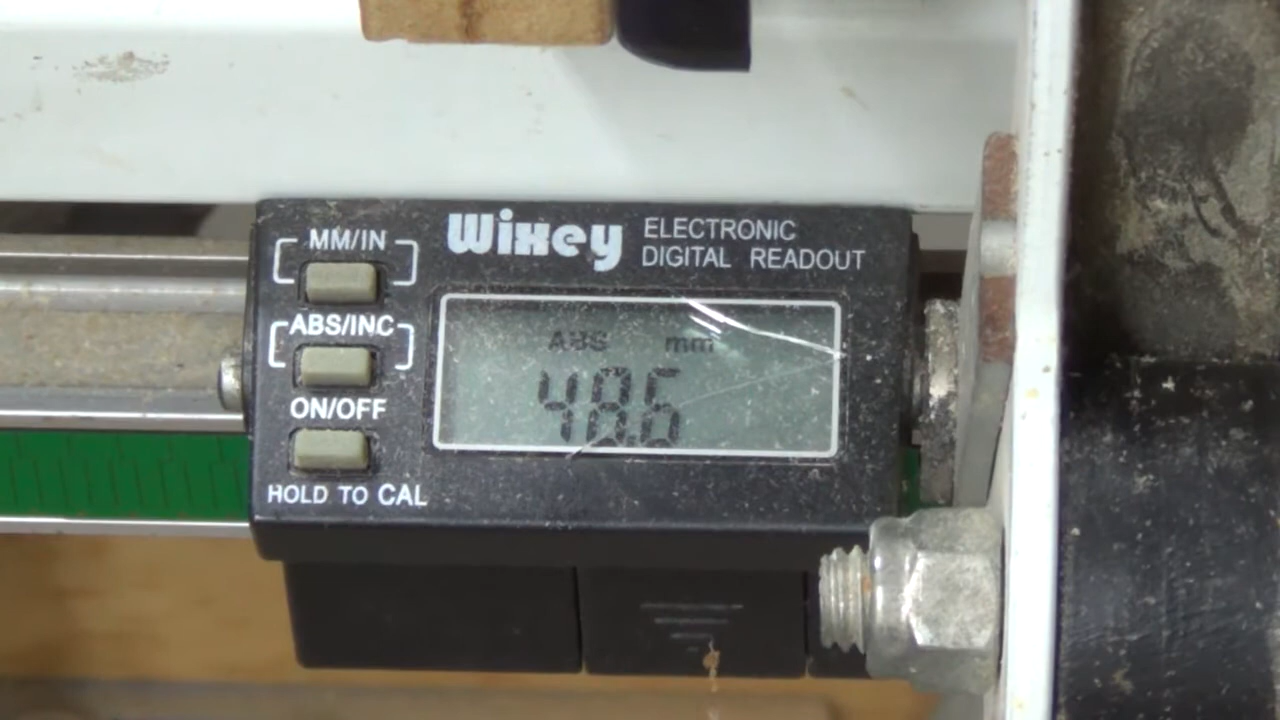 Wixey
ELECTRONIC
DIGITAL READOUT
MM/IN
ABS/INC
ON/OFF
HOLD TO CAL
ABS mm
48.6